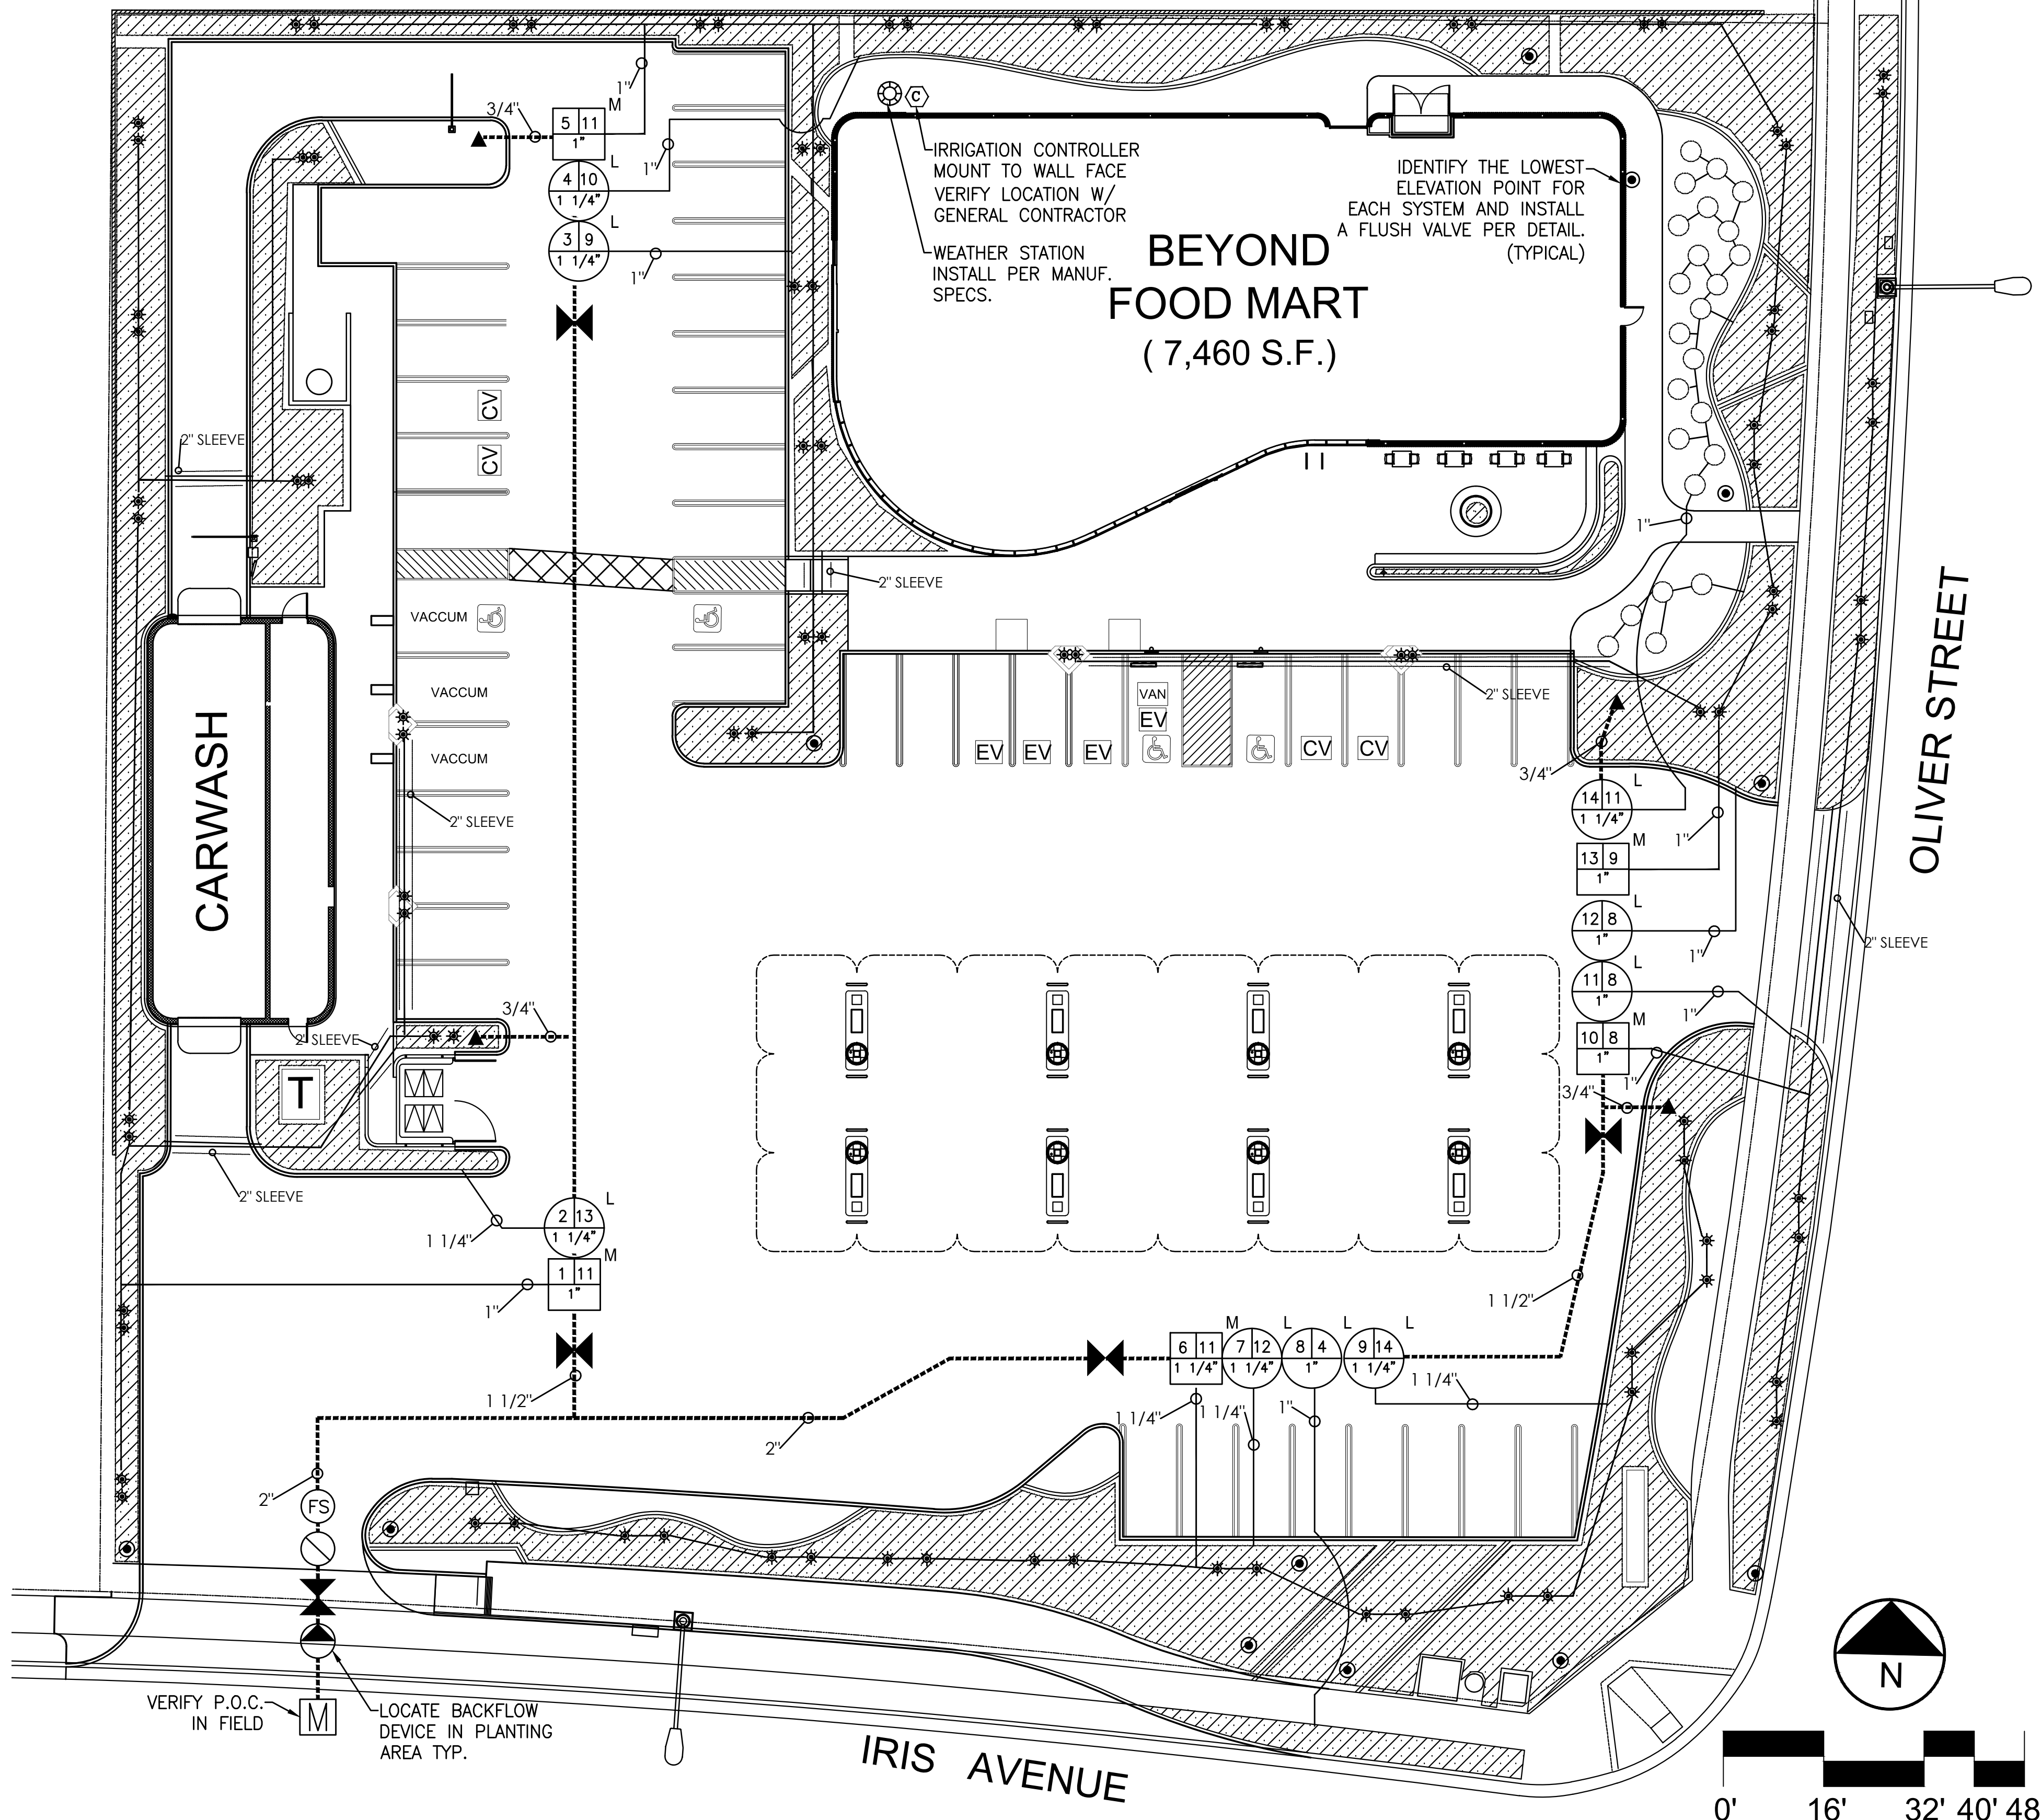 1"
M
3/4"
5 11
1"
L
4 10
1 1/4"
1"
L
3 9
1 1/4"
1"
C
IRRIGATION CONTROLLER
MOUNT TO WALL FACE
VERIFY LOCATION W/
GENERAL CONTRACTOR
WEATHER STATION
INSTALL PER MANUF.
SPECS.
IDENTIFY THE LOWEST
ELEVATION POINT FOR
EACH SYSTEM AND INSTALL
A FLUSH VALVE PER DETAIL.
(TYPICAL)
BEYOND
FOOD MART
( 7,460 S.F.)
CV
CV
2" SLEEVE
1"
2" SLEEVE
VACCUM
VACCUM
VACCUM
2" SLEEVE
CARWASH
VAN
EV
EV
EV
EV
CV
CV
2" SLEEVE
OLIVER STREET
3/4"
L
14 11
1 1/4"
1"
M
13 9
1"
L
12 8
1"
1"
L
11 8
1"
1"
M
10 8
1"
1"
3/4"
2" SLEEVE
3/4"
2" SLEEVE
T
2" SLEEVE
L
2 13
1 1/4"
1 1/4"
M
1 11
1"
1"
1 1/2"
1 1/2"
M
6 11
1 1/4"
L
7 12
1 1/4"
L
8 4
1"
L
9 14
1 1/4"
1 1/4"
1 1/4"
1 1/4"
1"
2"
2"
FS
VERIFY P.O.C.
IN FIELD
M
LOCATE BACKFLOW
DEVICE IN PLANTING
AREA TYP.
IRIS AVENUE
N
0' 16' 32' 40' 48